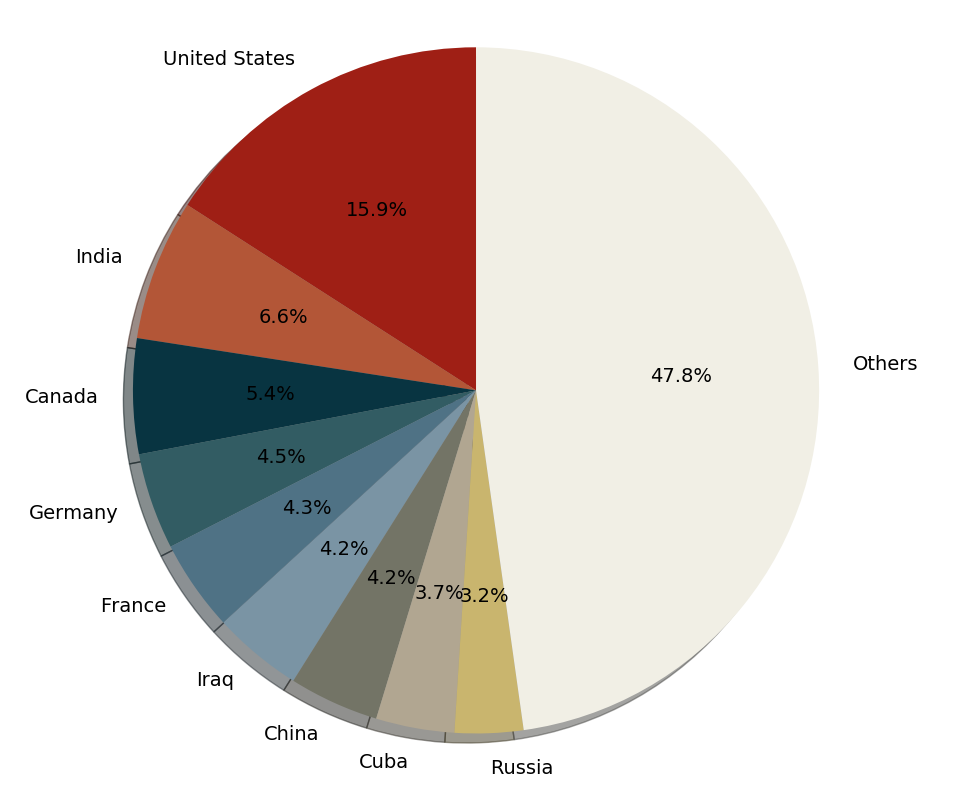 United States
15.9%
India
6.6%
Others
47.8%
Canada
5.4%
Germany
4.5%
France
4.3%
Iraq
4.2%
China
4.2%
Cuba
3.7%
Russia
3.2%